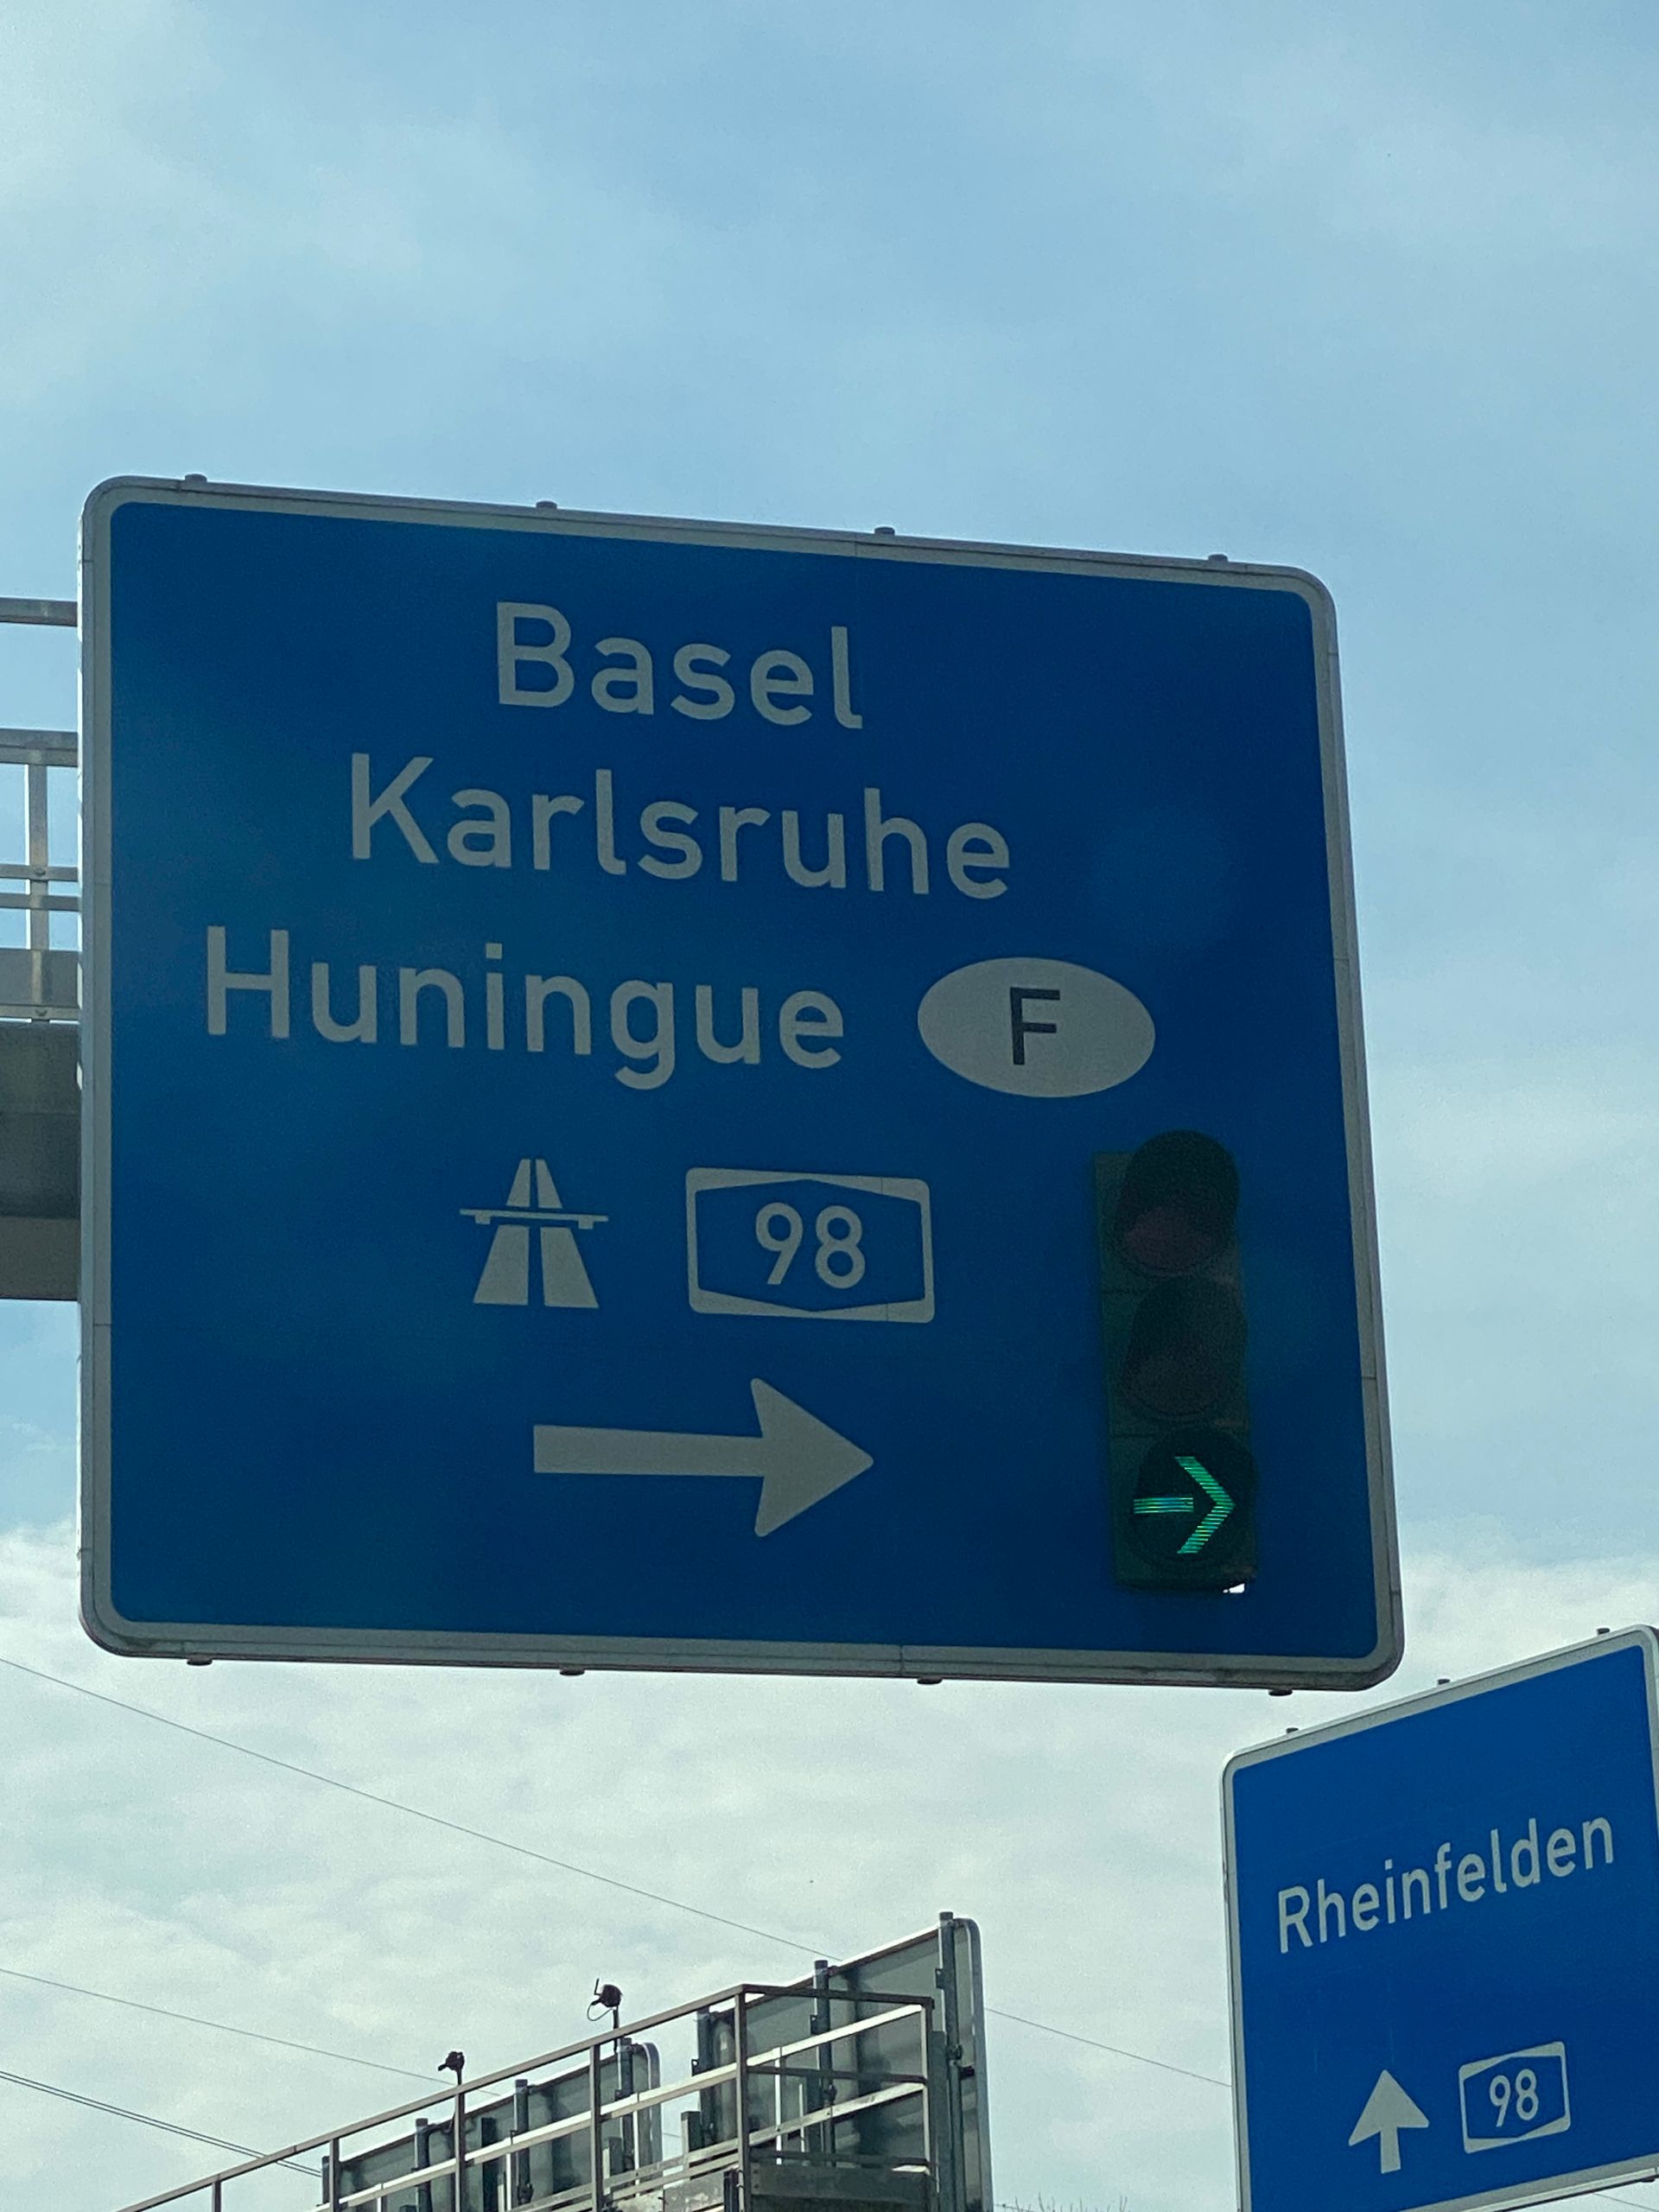 Basel
Karlsruhe
Huningue F
98
Rheinfelden
98